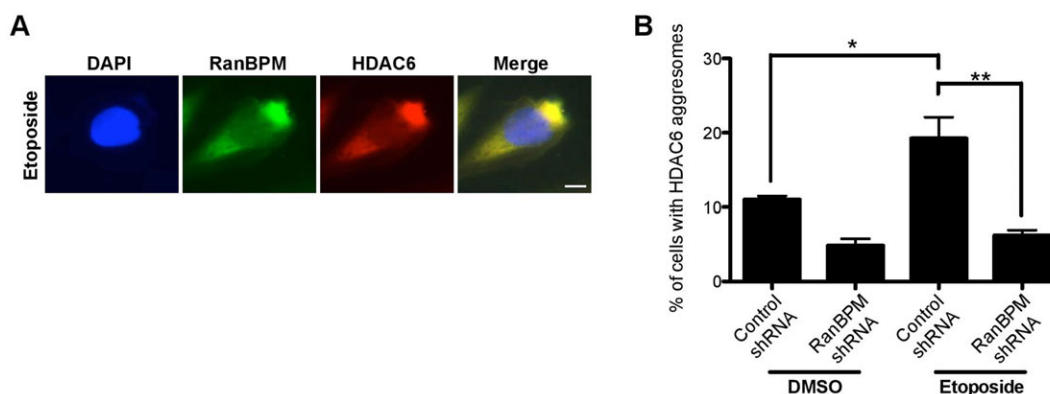 A
DAPI RanBPM HDAC6 Merge
Etoposide
B
% of cells with HDAC6 aggresomes
30
20
10
0
*
**
Control
shRNA
RanBPM
shRNA
Control
shRNA
RanBPM
shRNA
DMSO
Etoposide